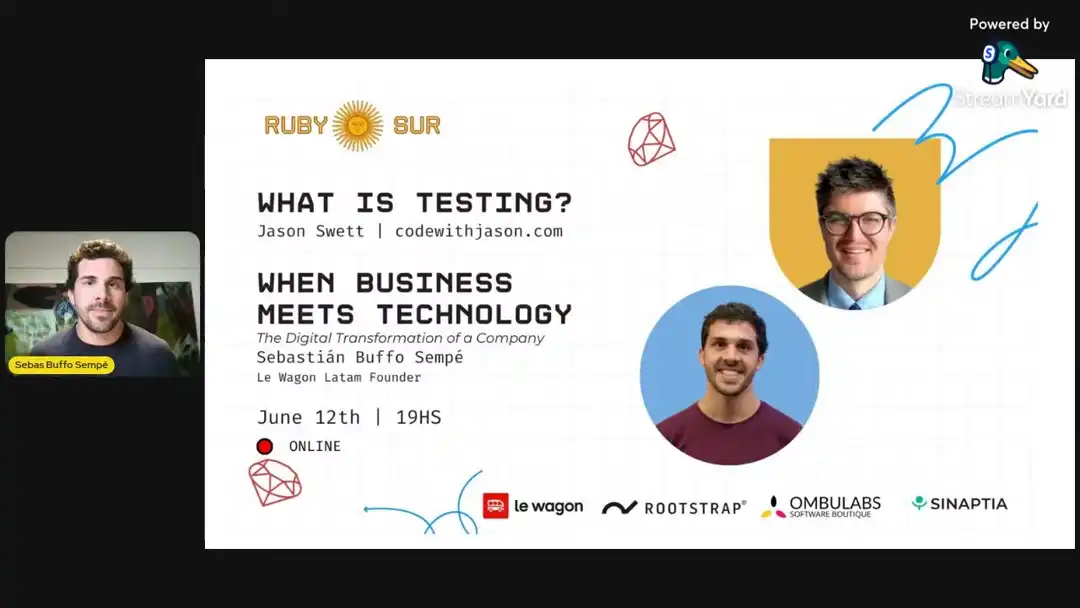 Powered by
StreamYard
RUBY SUR
WHAT IS TESTING?
Jason Swett | codewithjason.com
WHEN BUSINESS
MEETS TECHNOLOGY
The Digital Transformation of a Company
Sebastián Buffo Sempé
Le Wagon Latam Founder
June 12th | 19HS
ONLINE
Sebas Buffo Sempé
le wagon
ROOTSTRAP®
OMBULABS
SOFTWARE BOUTIQUE
SINAPTIA